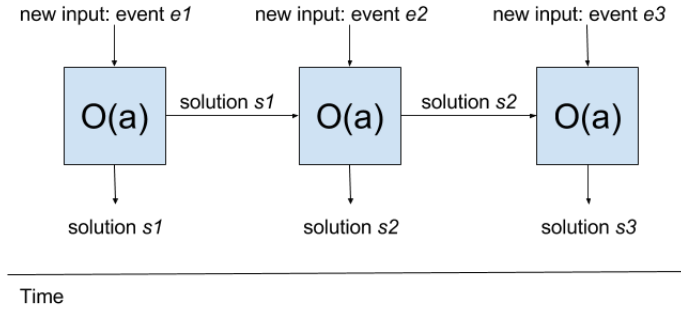 new input: event e1 new input: event e2 new input: event e3
O(a) solution s1 O(a) solution s2 O(a)
solution s1 solution s2 solution s3
Time